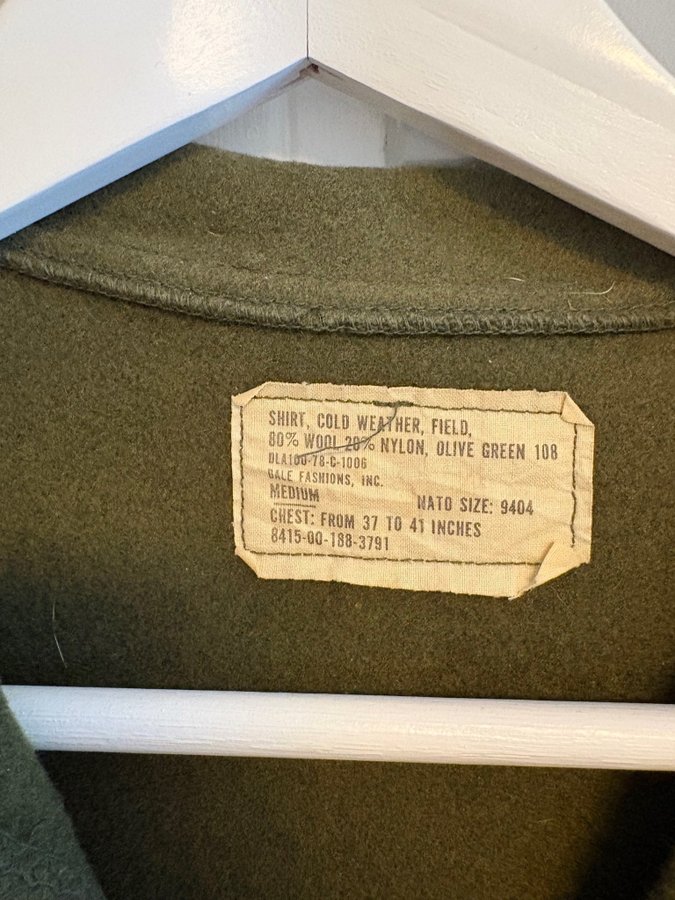 SHIRT, COLD WEATHER, FIELD,
80% WOOL 20% NYLON, OLIVE GREEN 108
DLA100-78-C-1006
GALE FASHIONS, INC.
MEDIUM NATO SIZE: 9404
CHEST: FROM 37 TO 41 INCHES
8415-00-188-3791